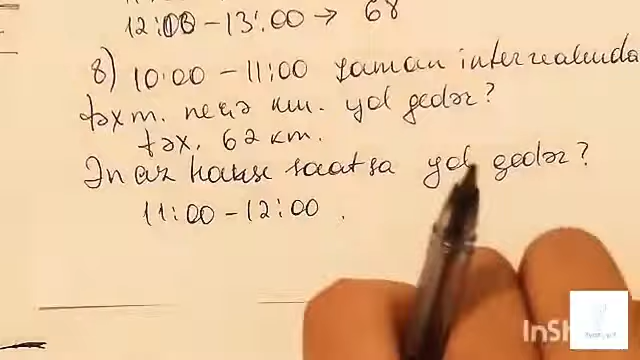 12:00-13:00 → 68
8) 10:00-11:00 zaman intervalında
təxm. neçə km. yol gedər?
təx. 62 km.
Ən az hansı saatsa yol gedər?
11:00-12:00.
InSh